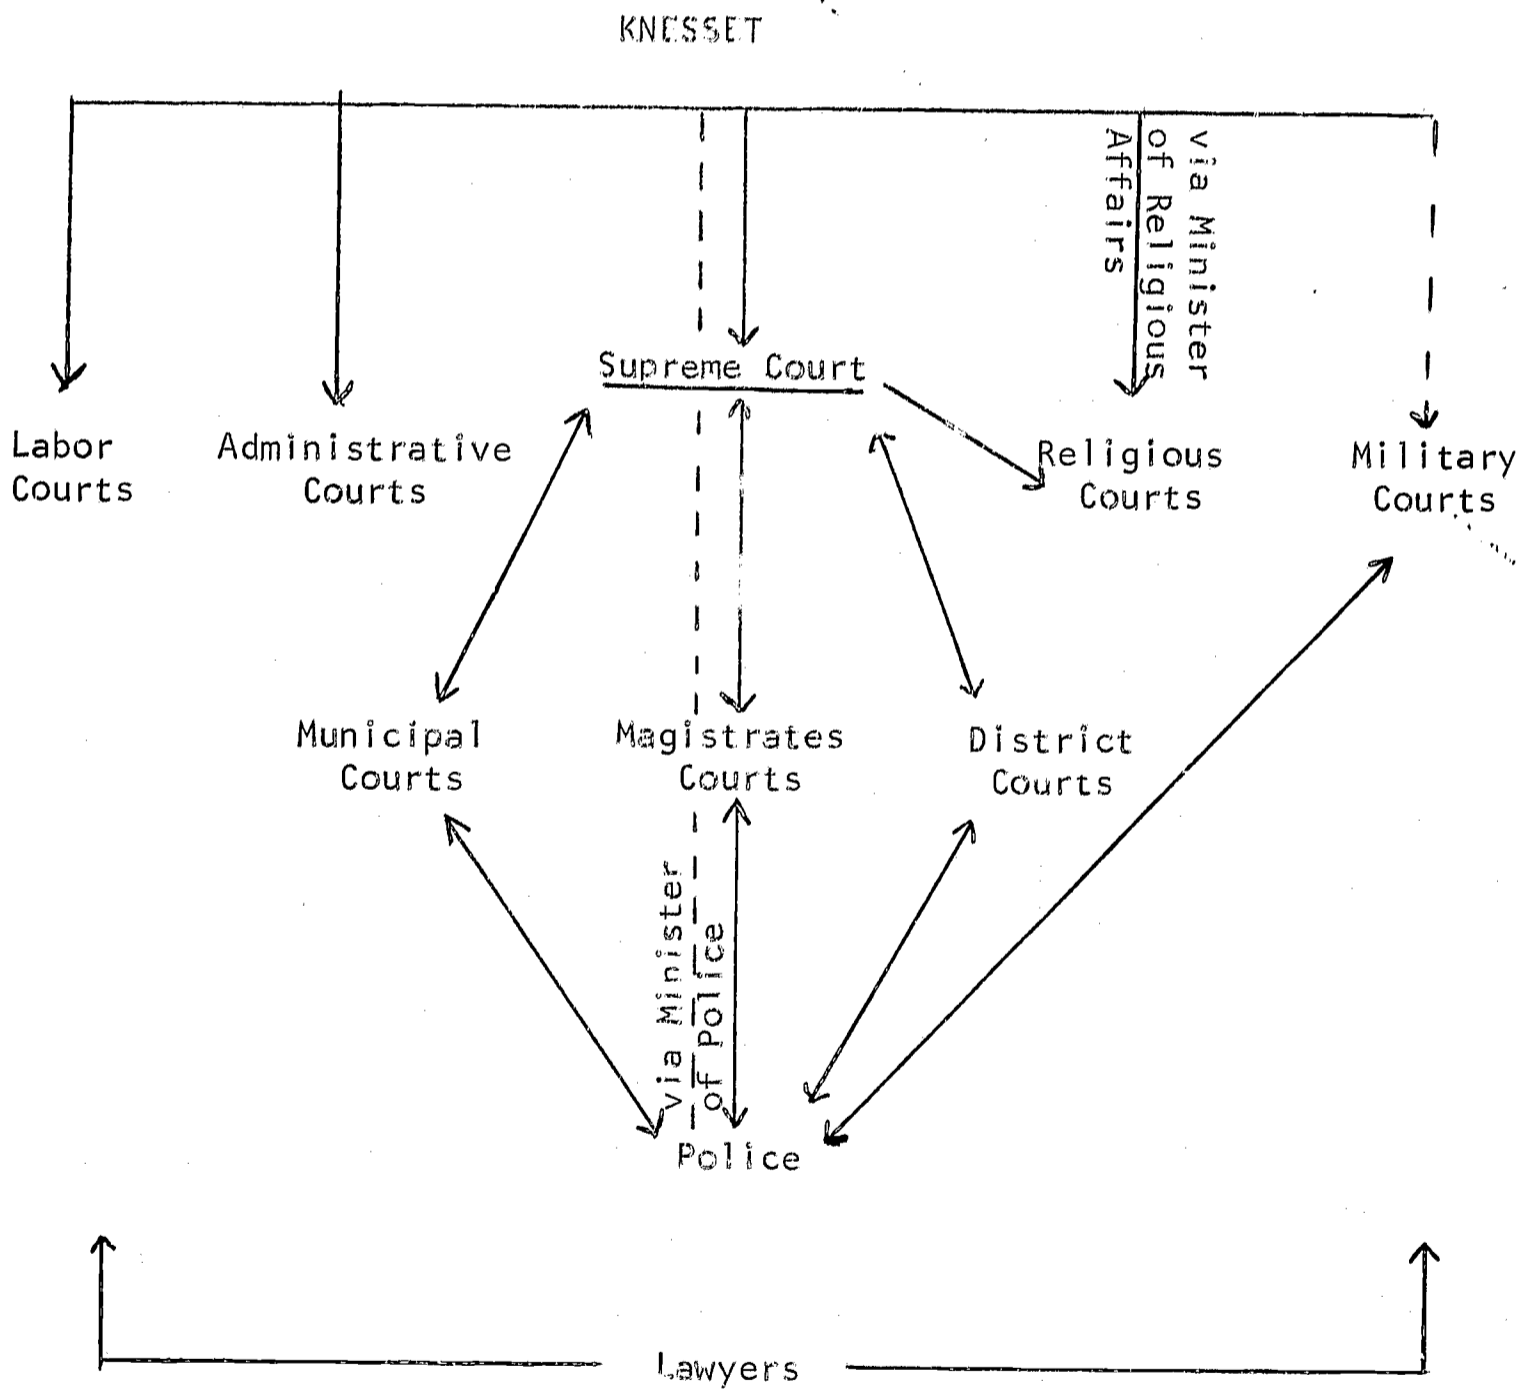 KNESSET
via Minister
of Religious
Affairs
Supreme Court
Labor
Courts
Administrative
Courts
Religious
Courts
Military
Courts
Municipal
Courts
Magistrates
Courts
District
Courts
via Minister
of Police
Police
Lawyers